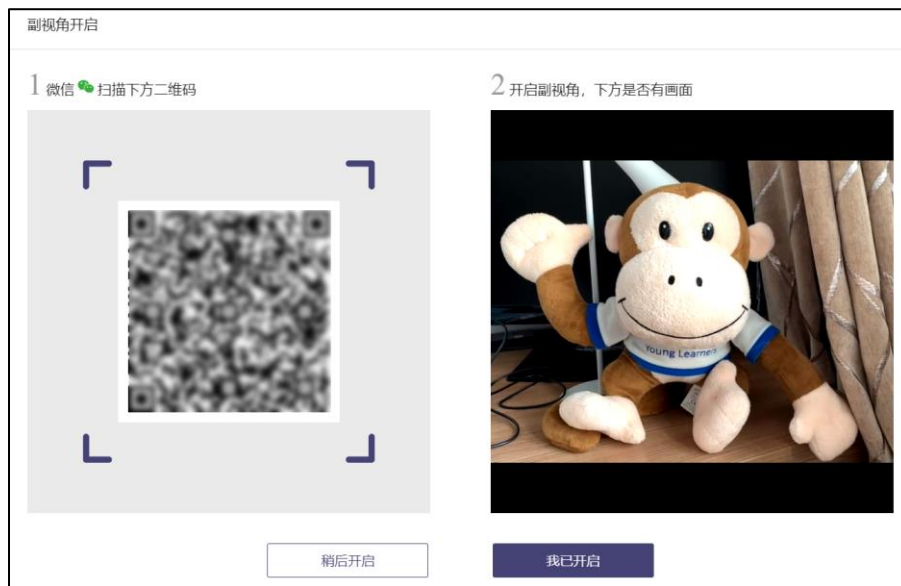 副视角开启
1 微信 扫描下方二维码
2 开启副视角，下方是否有画面
Young Learners
稍后开启
我已开启